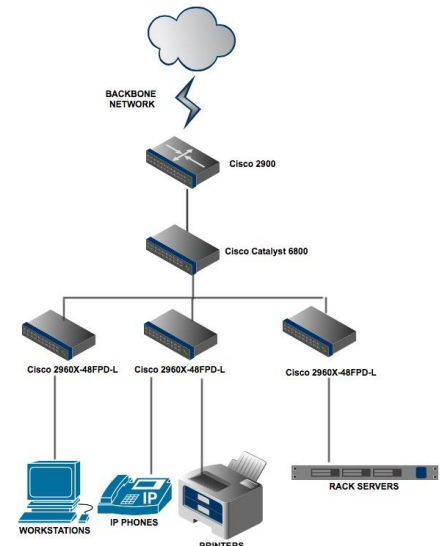 BACKBONE
NETWORK
Cisco 2900
Cisco Catalyst 6800
Cisco 2960X-48FPD-L
Cisco 2960X-48FPD-L
Cisco 2960X-48FPD-L
IP
WORKSTATIONS
IP PHONES
PRINTERS
RACK SERVERS